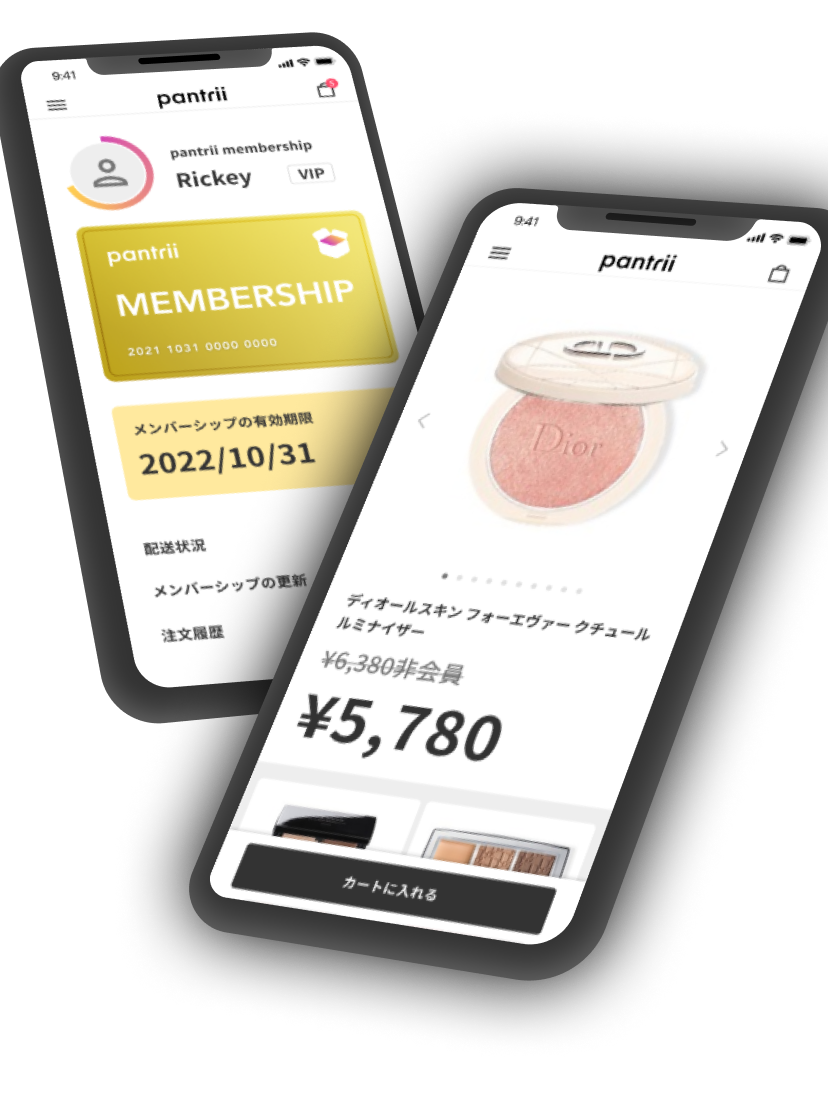 9:41
pantrii
5
pantrii membership
Rickey
VIP
pantrii
MEMBERSHIP
2021 1031 0000 0000
メンバーシップの有効期限
2022/10/31
配送状況
メンバーシップの更新
注文履歴
9:41
pantrii
CD
Dior
ディオールスキン フォーエヴァー クチュール
ルミナイザー
¥6,380非会員
¥5,780
カートに入れる